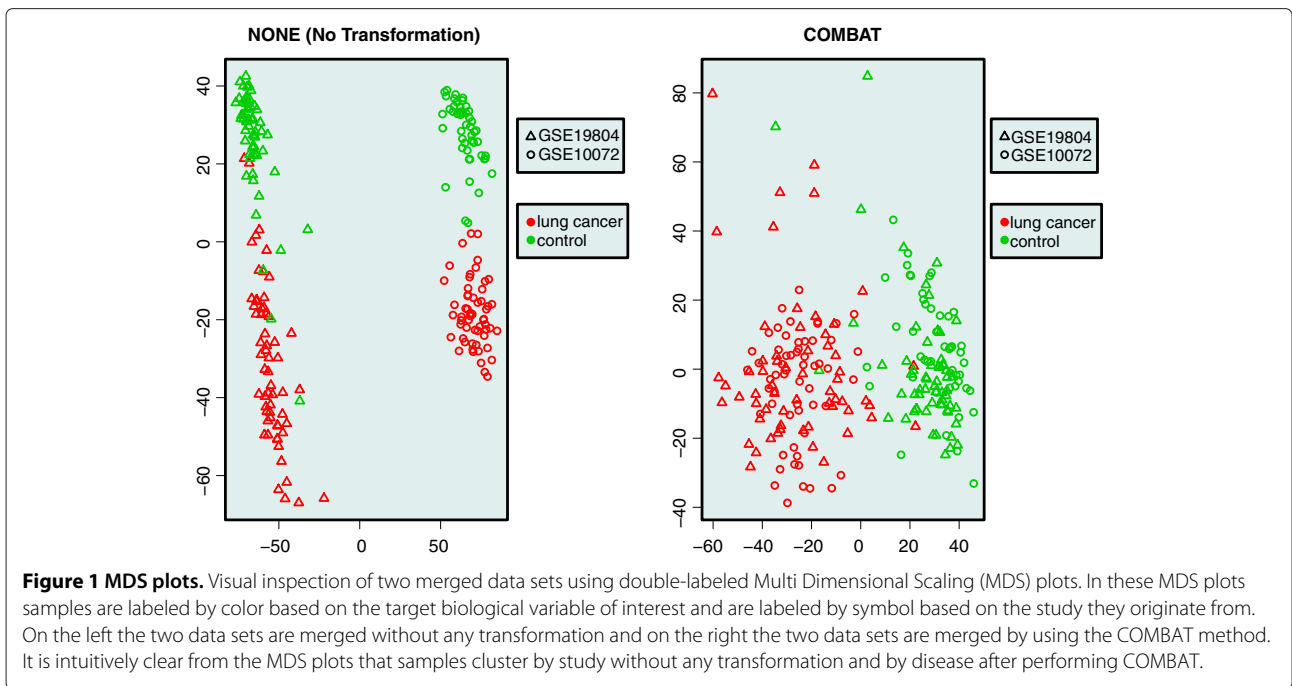 NONE (No Transformation)
COMBAT
40
20
0
−20
−40
−60
−50
0
50
GSE19804
GSE10072
lung cancer
control
80
60
40
20
0
−20
−40
−60
−40
−20
0
20
40
GSE19804
GSE10072
lung cancer
control
Figure 1 MDS plots. Visual inspection of two merged data sets using double-labeled Multi Dimensional Scaling (MDS) plots. In these MDS plots
samples are labeled by color based on the target biological variable of interest and are labeled by symbol based on the study they originate from.
On the left the two data sets are merged without any transformation and on the right the two data sets are merged by using the COMBAT method.
It is intuitively clear from the MDS plots that samples cluster by study without any transformation and by disease after performing COMBAT.